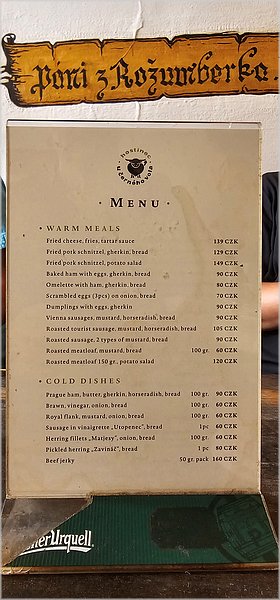 Páni z Rožumberka
hostinec
u černého vola
· MENU ·
· WARM MEALS
Fried cheese, fries, tartar sauce 139 CZK
Fried pork schnitzel, gherkin, bread 129 CZK
Fried pork schnitzel, potato salad 149 CZK
Baked ham with eggs, gherkin, bread 90 CZK
Omelette with ham, gherkin, bread 80 CZK
Scrambled eggs (3pcs) on onion, bread 70 CZK
Dumplings with eggs, gherkin 90 CZK
Vienna sausages, mustard, horseradish, bread 90 CZK
Roasted tourist sausage, mustard, horseradish, bread 105 CZK
Roasted sausage, 2 types of mustard, bread 90 CZK
Roasted meatloaf, mustard, bread 100 gr. 60 CZK
Roasted meatloaf 150 gr., potato salad 120 CZK
· COLD DISHES
Prague ham, butter, gherkin, horseradish, bread 100 gr. 90 CZK
Brawn, vinegar, onion, bread 100 gr. 60 CZK
Royal flank, mustard, onion, bread 100 gr. 60 CZK
Sausage in vinaigrette „Utopenec", bread 1 pc 60 CZK
Herring fillets „Matjesy", onion, bread 100 gr. 60 CZK
Pickled herring „Zavináč", bread 1 pc 80 CZK
Beef jerky 50 gr. pack 160 CZK
Urquell.